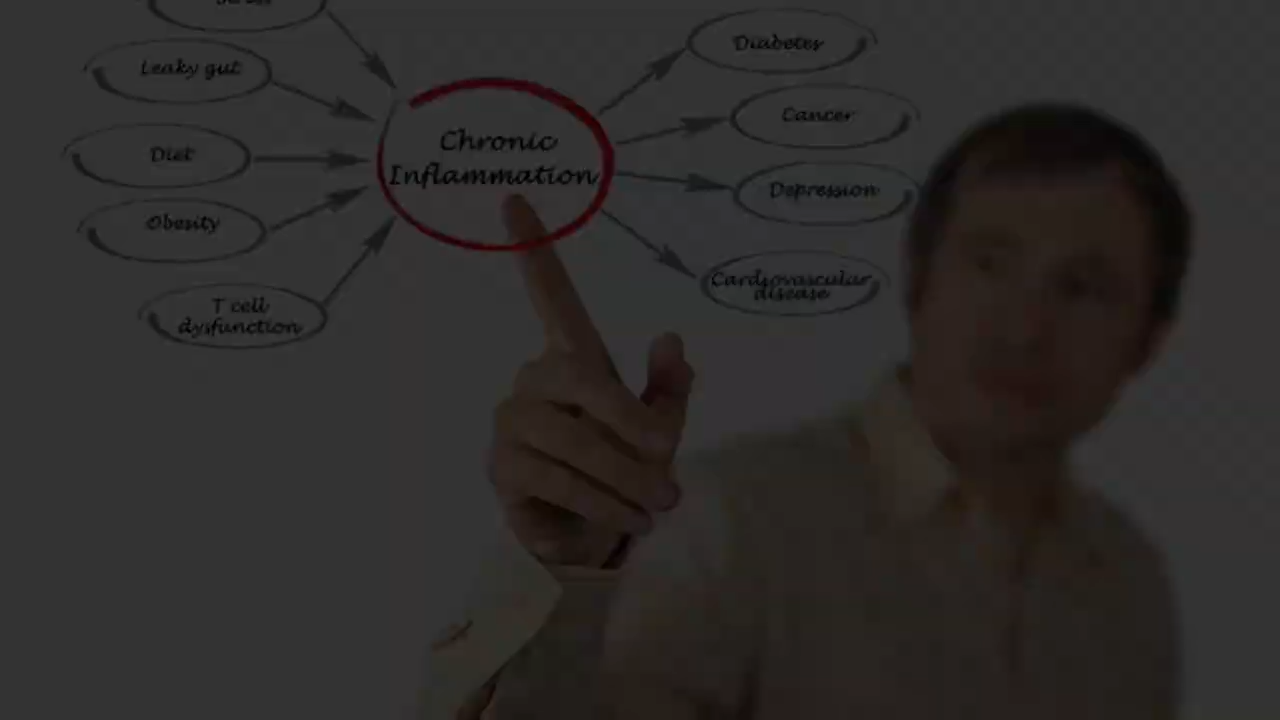 Leaky gut
Diet
Obesity
T cell
dysfunction
Chronic
Inflammation
Diabetes
Cancer
Depression
Cardiovascular
disease